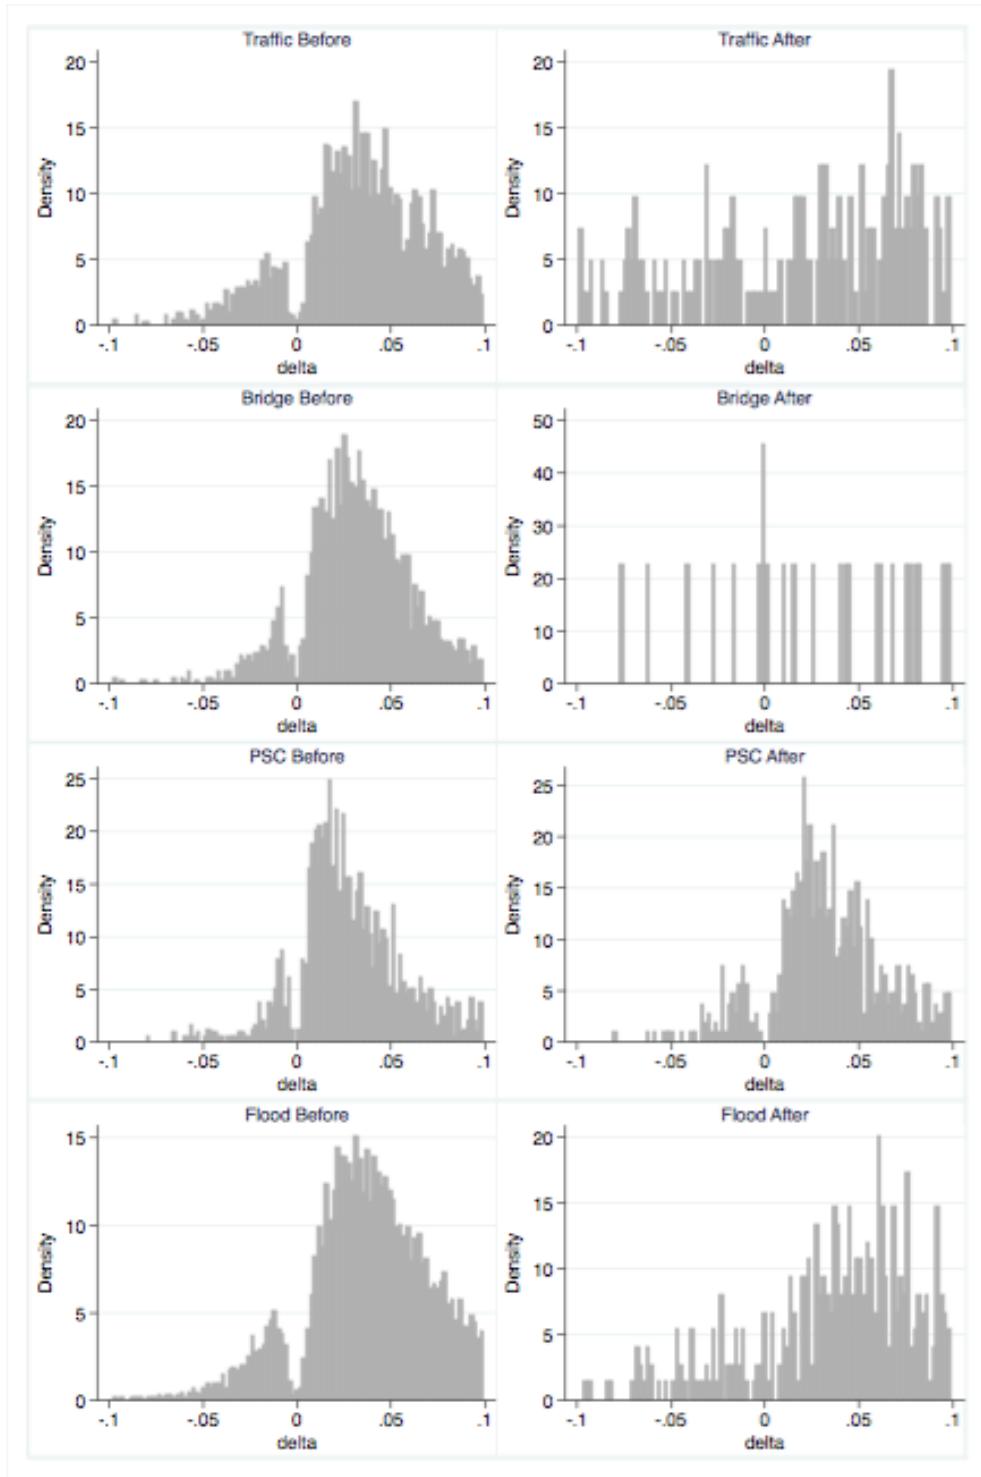 Traffic Before
Density
20
15
10
5
0
-.1 -.05 0 .05 .1
delta
Traffic After
Density
20
15
10
5
0
-.1 -.05 0 .05 .1
delta
Bridge Before
Density
20
15
10
5
0
-.1 -.05 0 .05 .1
delta
Bridge After
Density
50
40
30
20
10
0
-.1 -.05 0 .05 .1
delta
PSC Before
Density
25
20
15
10
5
0
-.1 -.05 0 .05 .1
delta
PSC After
Density
25
20
15
10
5
0
-.1 -.05 0 .05 .1
delta
Flood Before
Density
15
10
5
0
-.1 -.05 0 .05 .1
delta
Flood After
Density
20
15
10
5
0
-.1 -.05 0 .05 .1
delta